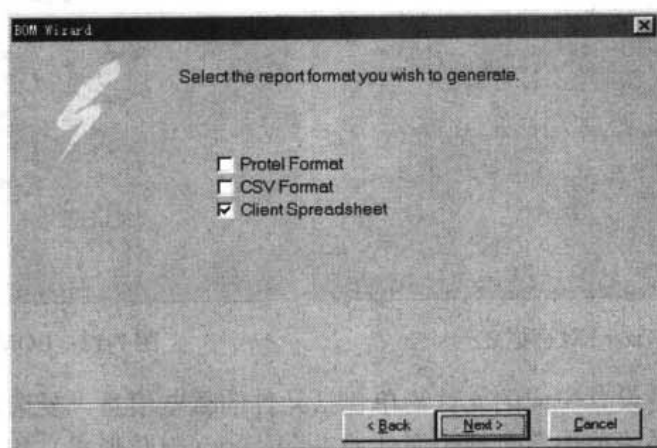 BOM Wizard
Select the report format you wish to generate.
Protel Format
CSV Format
Client Spreadsheet
< Back
Next >
Cancel